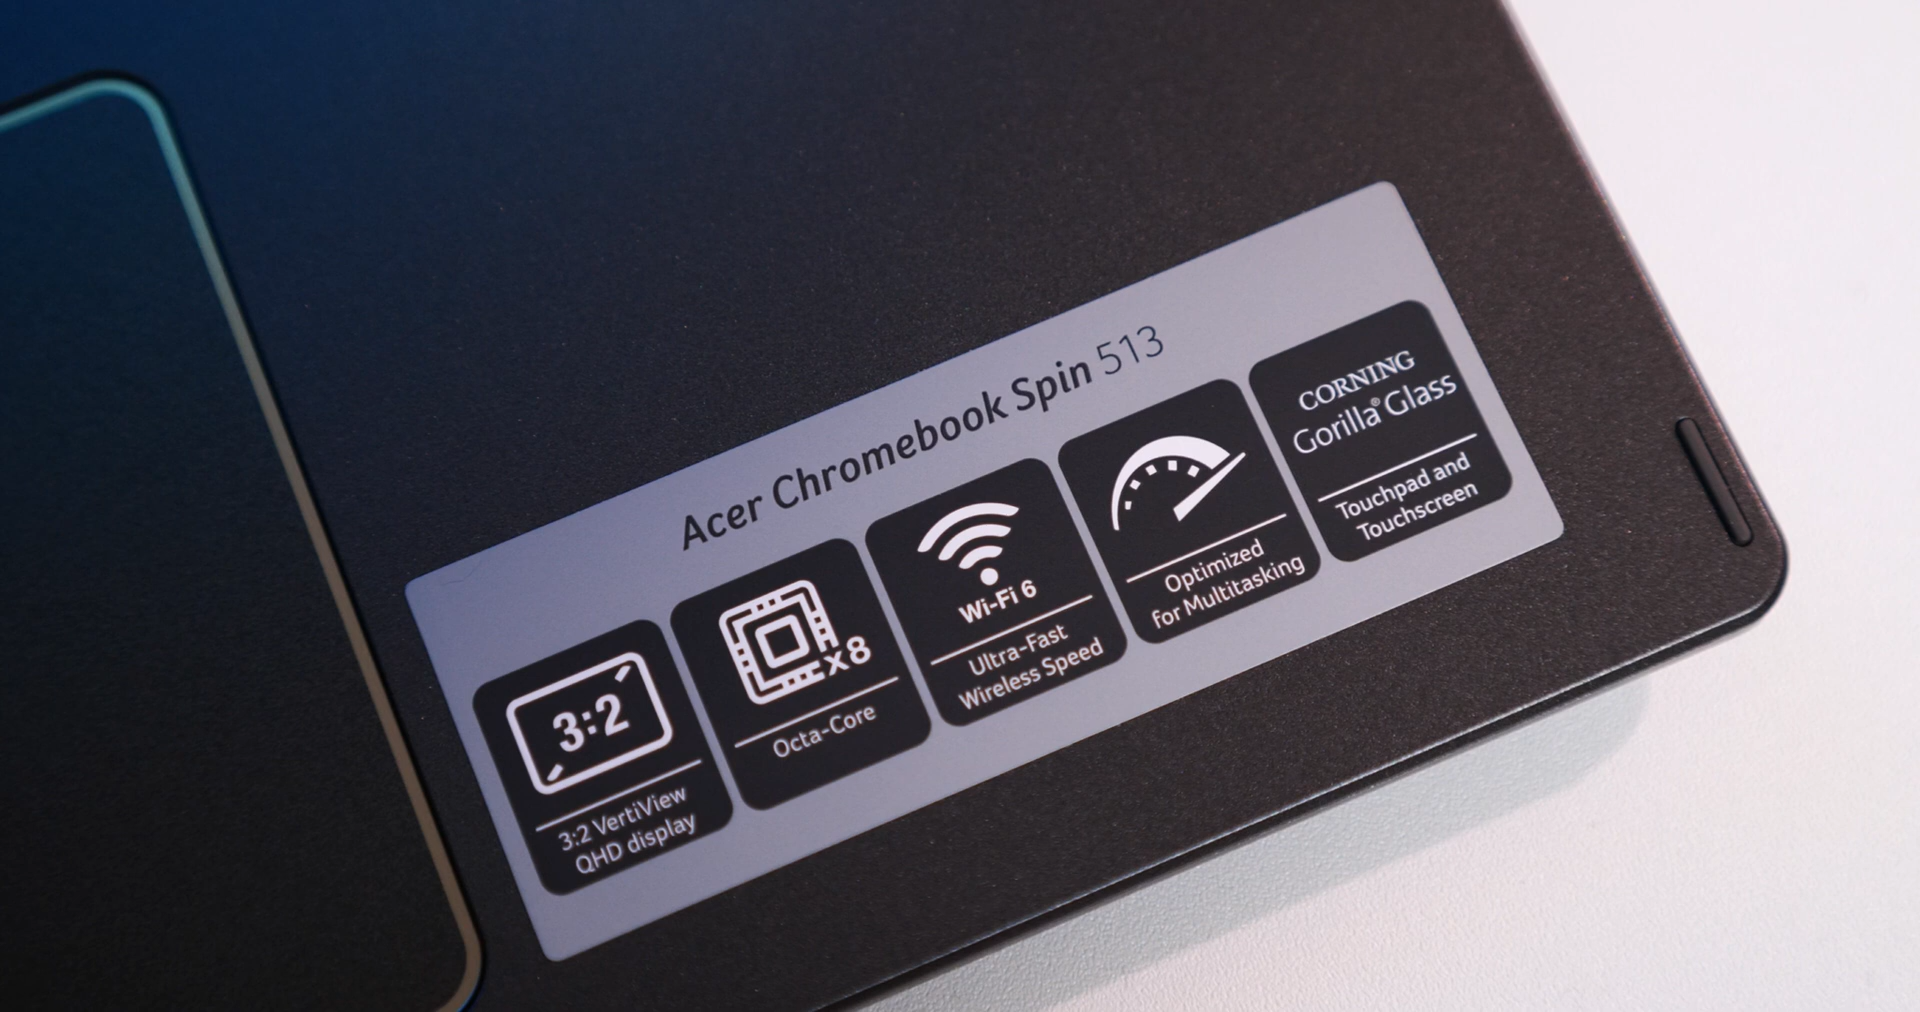 Acer Chromebook Spin 513
3:2
3:2 VertiView
QHD display
x8
Octa-Core
Wi-Fi 6
Ultra-Fast
Wireless Speed
Optimized
for Multitasking
CORNING
Gorilla® Glass
Touchpad and
Touchscreen